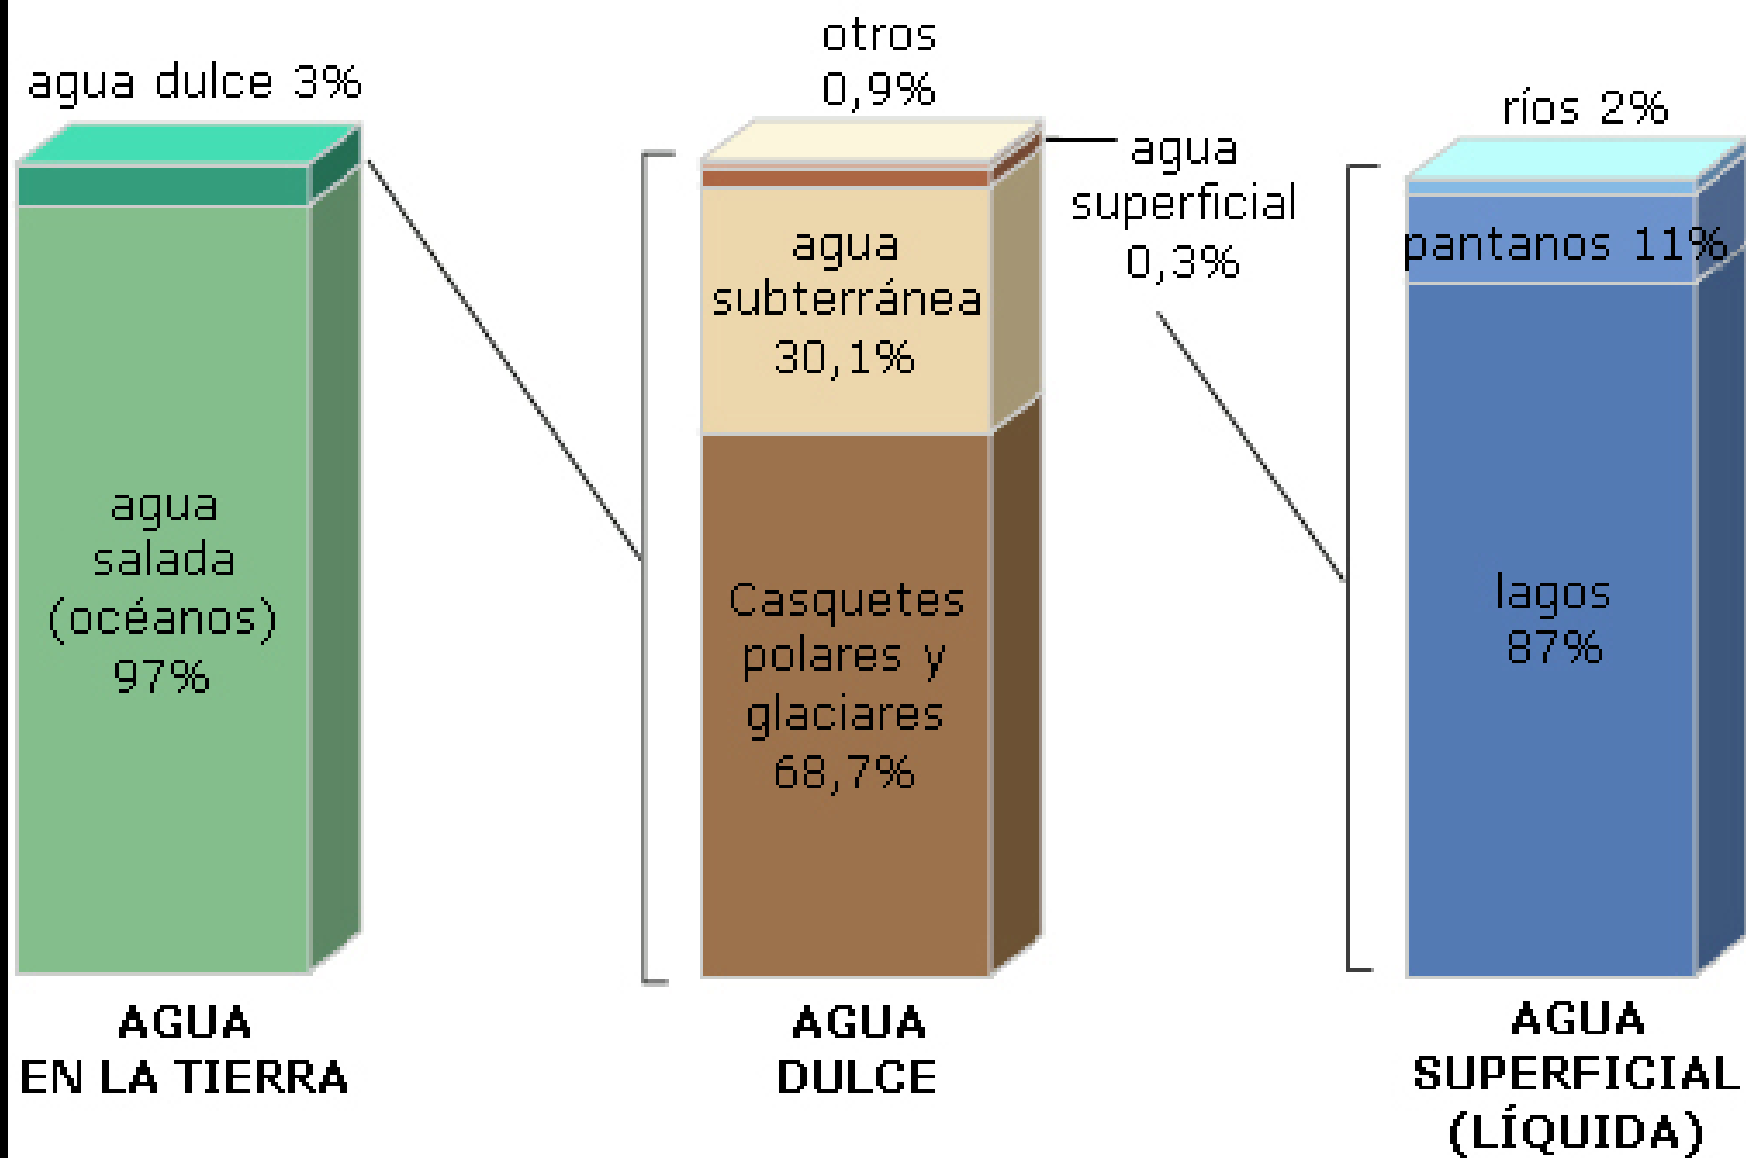 agua dulce 3%
agua
salada
(océanos)
97%
AGUA
EN LA TIERRA
otros
0,9%
agua
superficial
0,3%
agua
subterránea
30,1%
Casquetes
polares y
glaciares
68,7%
AGUA
DULCE
ríos 2%
pantanos 11%
lagos
87%
AGUA
SUPERFICIAL
(LÍQUIDA)